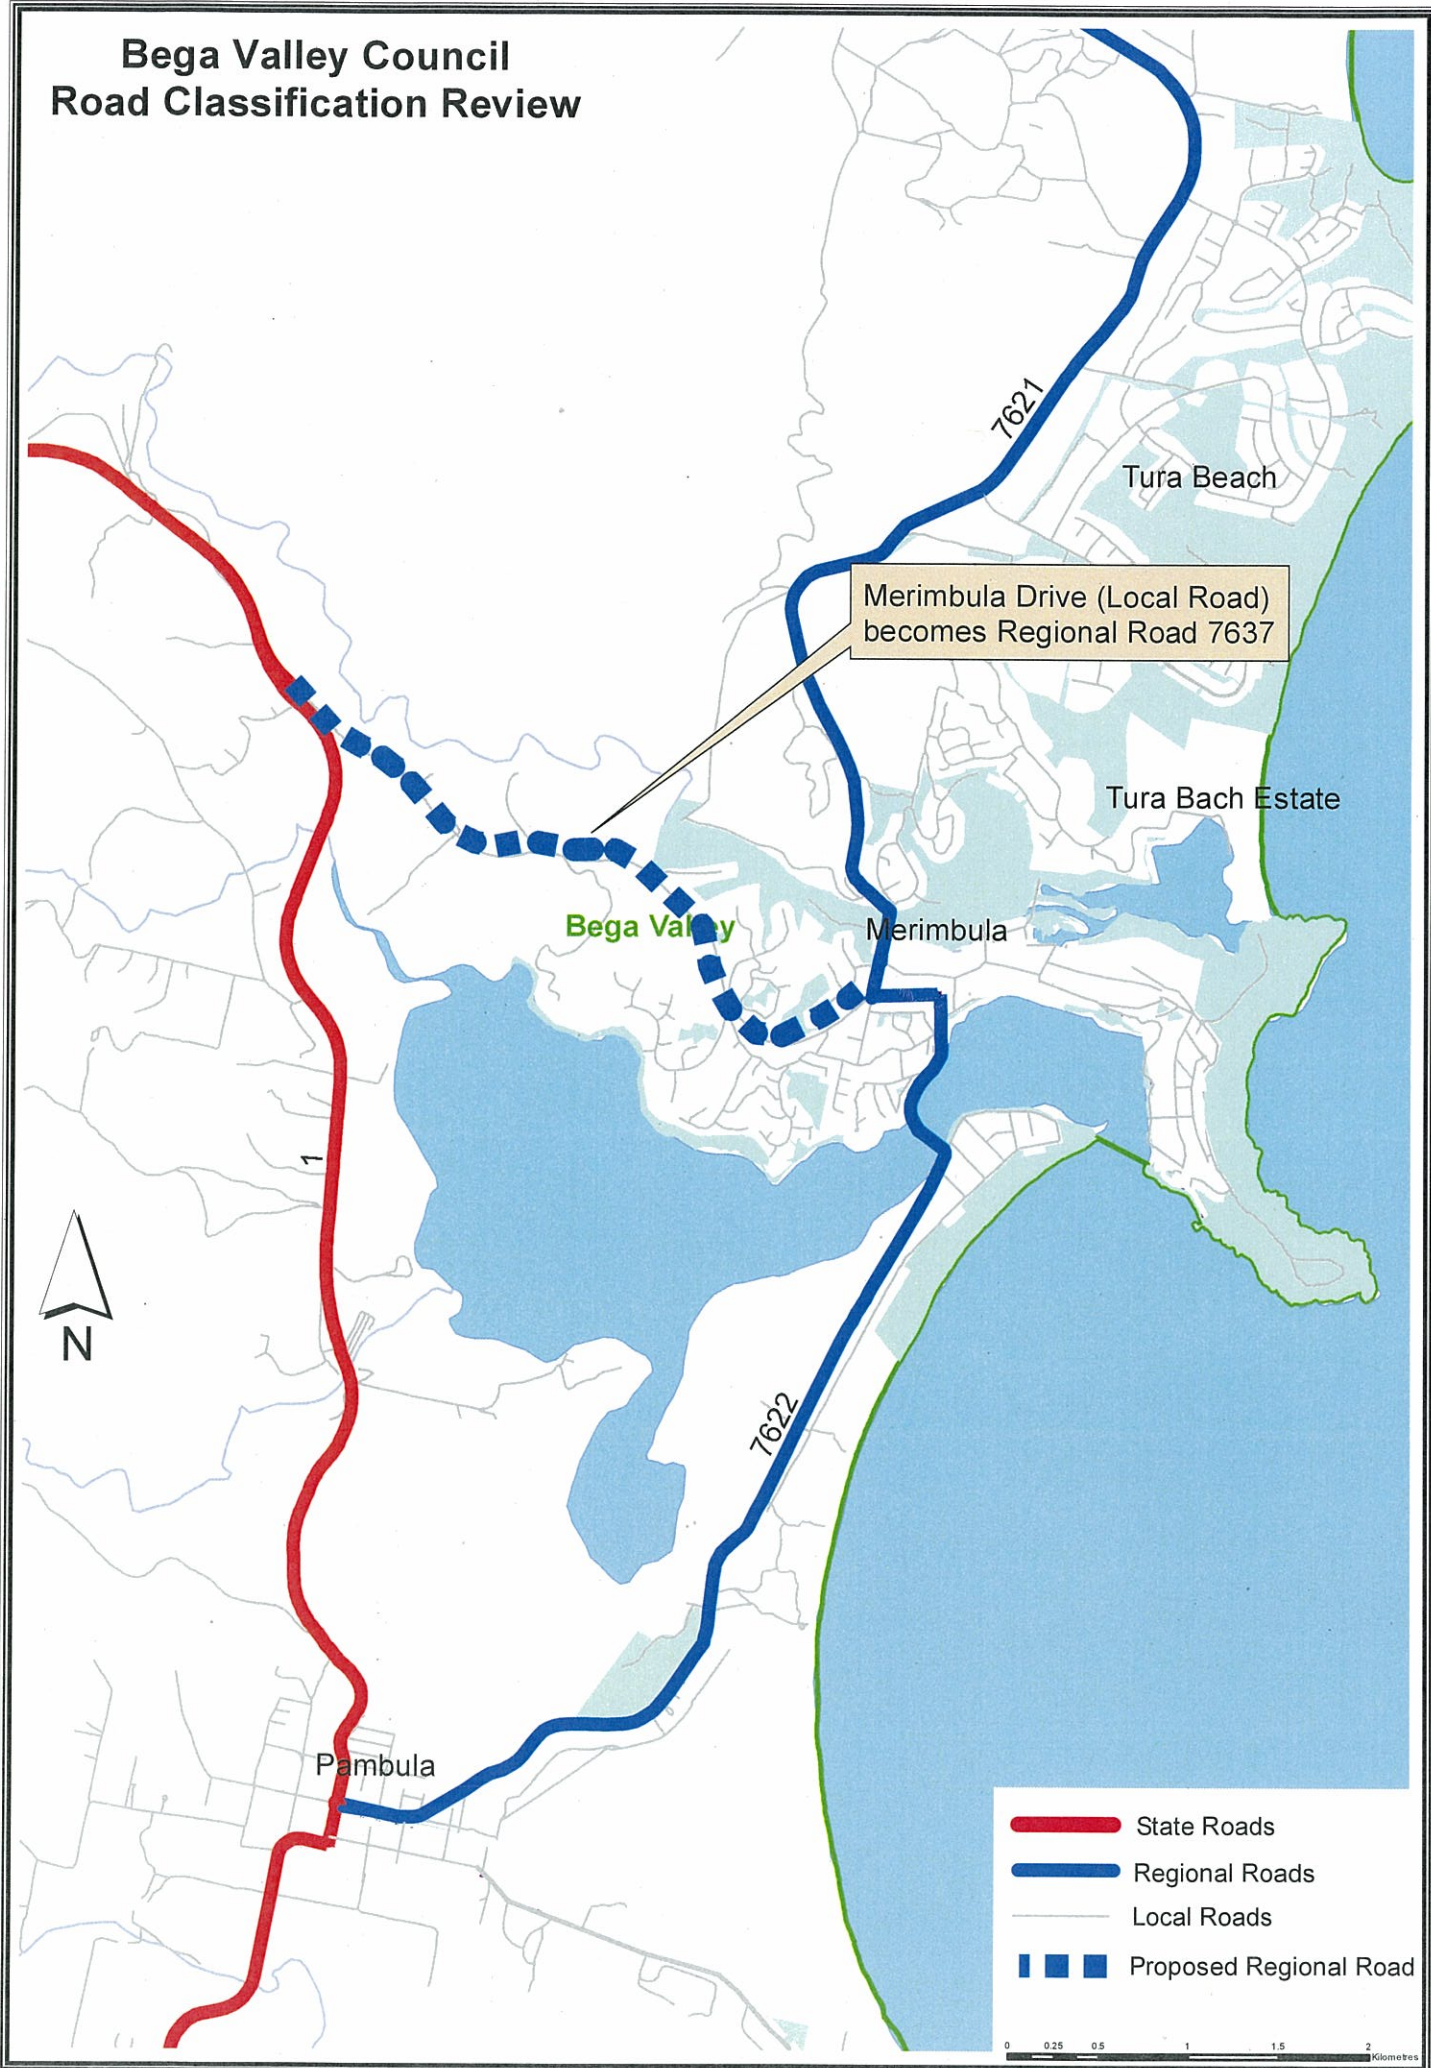 Bega Valley Council
Road Classification Review
7621
Tura Beach
Merimbula Drive (Local Road)
becomes Regional Road 7637
Tura Bach Estate
Bega Valley
Merimbula
1
N
7622
Pambula
State Roads
Regional Roads
Local Roads
Proposed Regional Road
0 0.25 0.5 1 1.5 2
Kilometres